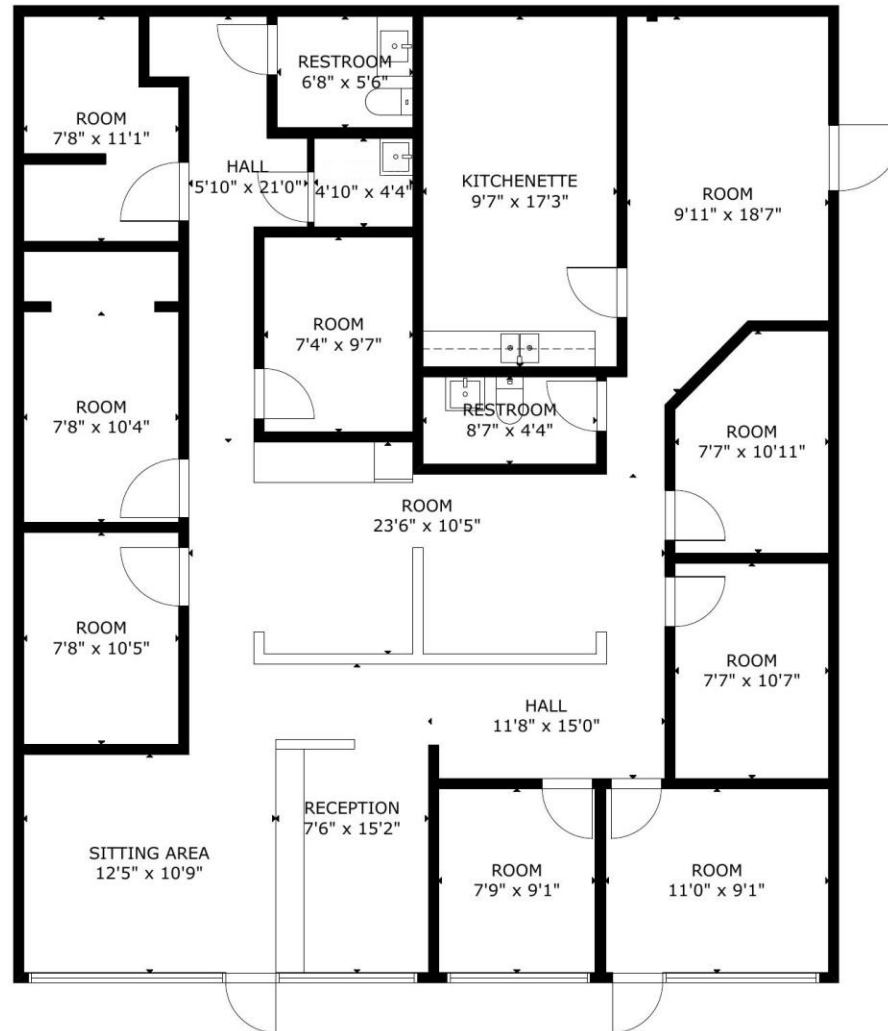 RESTROOM
6'8" x 5'6"
ROOM
7'8" x 11'1"
HALL
5'10" x 21'0"
4'10" x 4'4"
KITCHENETTE
9'7" x 17'3"
ROOM
9'11" x 18'7"
ROOM
7'4" x 9'7"
ROOM
7'8" x 10'4"
RESTROOM
8'7" x 4'4"
ROOM
7'7" x 10'11"
ROOM
23'6" x 10'5"
ROOM
7'8" x 10'5"
ROOM
7'7" x 10'7"
HALL
11'8" x 15'0"
RECEPTION
7'6" x 15'2"
SITTING AREA
12'5" x 10'9"
ROOM
7'9" x 9'1"
ROOM
11'0" x 9'1"